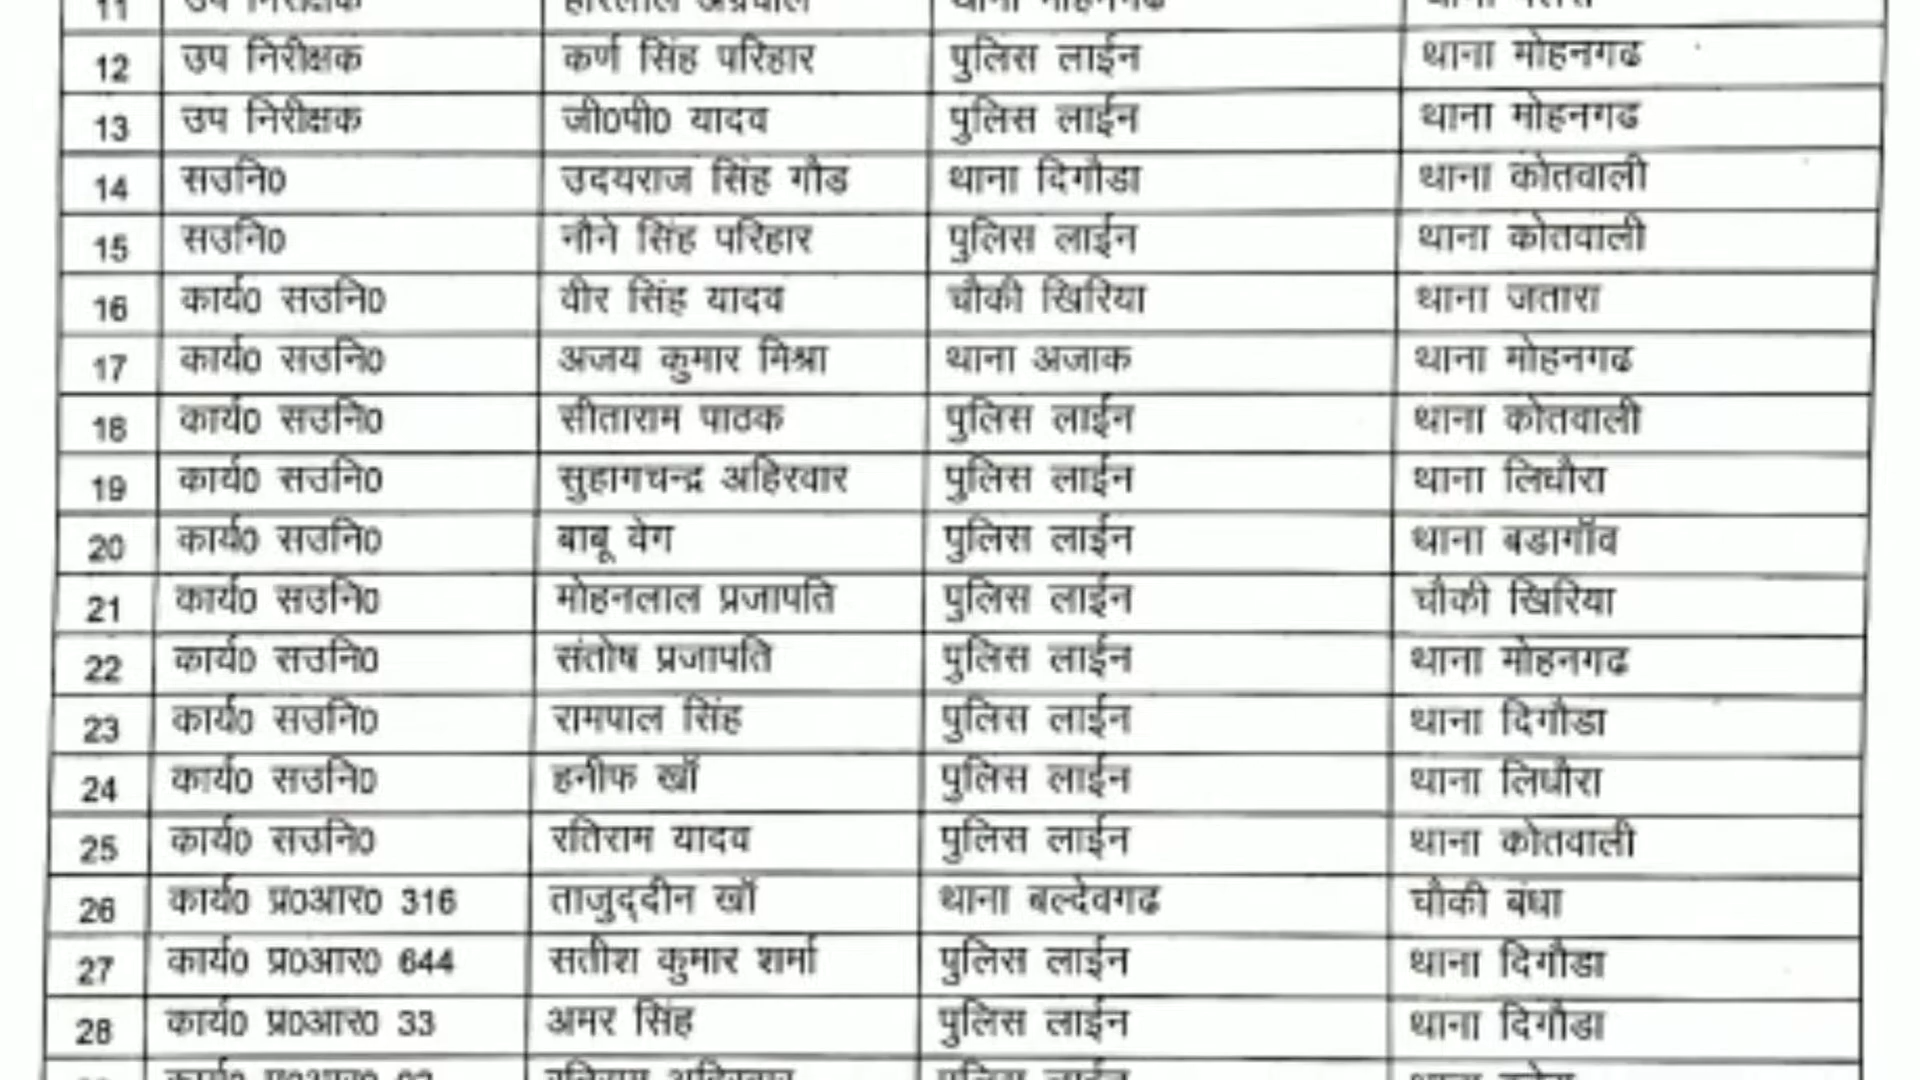 11 उप निरीक्षक
12 उप निरीक्षक कर्ण सिंह परिहार पुलिस लाईन थाना मोहनगढ
13 उप निरीक्षक जी0पी0 यादव पुलिस लाईन थाना मोहनगढ
14 सउनि0 उदयराज सिंह गौड थाना दिगौडा थाना कोतवाली
15 सउनि0 नौने सिंह परिहार पुलिस लाईन थाना कोतवाली
16 कार्य0 सउनि0 वीर सिंह यादव चौकी खिरिया थाना जतारा
17 कार्य0 सउनि0 अजय कुमार मिश्रा थाना अजाक थाना मोहनगढ
18 कार्य0 सउनि0 सीताराम पाठक पुलिस लाईन थाना कोतवाली
19 कार्य0 सउनि0 सुहागचन्द्र अहिरवार पुलिस लाईन थाना लिधौरा
20 कार्य0 सउनि0 बाबू वेग पुलिस लाईन थाना बडागॉव
21 कार्य0 सउनि0 मोहनलाल प्रजापति पुलिस लाईन चौकी खिरिया
22 कार्य0 सउनि0 संतोष प्रजापति पुलिस लाईन थाना मोहनगढ
23 कार्य0 सउनि0 रामपाल सिंह पुलिस लाईन थाना दिगौडा
24 कार्य0 सउनि0 हनीफ खॉ पुलिस लाईन थाना लिधौरा
25 कार्य0 सउनि0 रतिराम यादव पुलिस लाईन थाना कोतवाली
26 कार्य0 प्र0आर0 316 ताजुद्दीन खॉ थाना बल्देवगढ चौकी बंधा
27 कार्य0 प्र0आर0 644 सतीश कुमार शर्मा पुलिस लाईन थाना दिगौडा
28 कार्य0 प्र0आर0 33 अमर सिंह पुलिस लाईन थाना दिगौडा